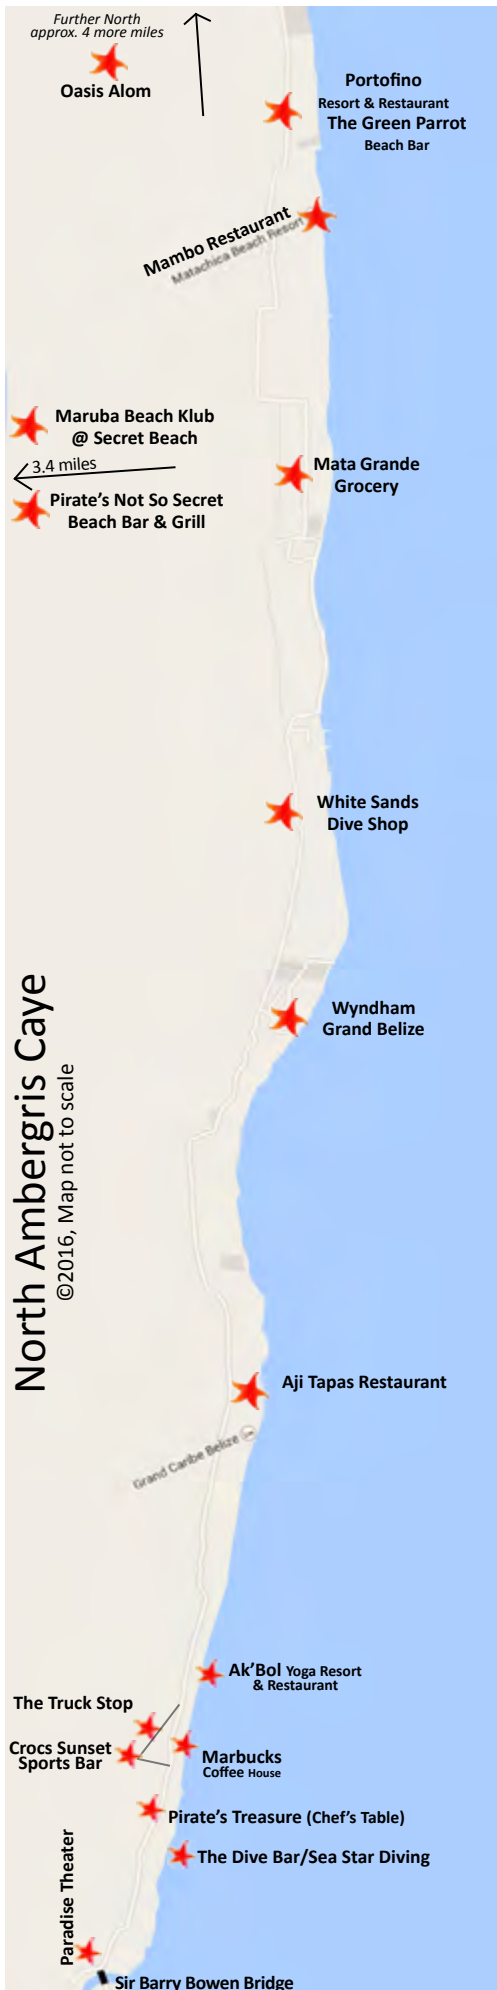 Further North
approx. 4 more miles
Oasis Alom
Portofino
Resort & Restaurant
The Green Parrot
Beach Bar
Mambo Restaurant
Matachica Beach Resort
Maruba Beach Klub
@ Secret Beach
3.4 miles
Pirate's Not So Secret
Beach Bar & Grill
Mata Grande
Grocery
White Sands
Dive Shop
Wyndham
Grand Belize
North Ambergris Caye
©2016, Map not to scale
Aji Tapas Restaurant
Grand Caribe Belize
Ak'Bol Yoga Resort
& Restaurant
The Truck Stop
Crocs Sunset
Sports Bar
Marbucks
Coffee House
Pirate's Treasure (Chef's Table)
The Dive Bar/Sea Star Diving
Paradise Theater
Sir Barry Bowen Bridge